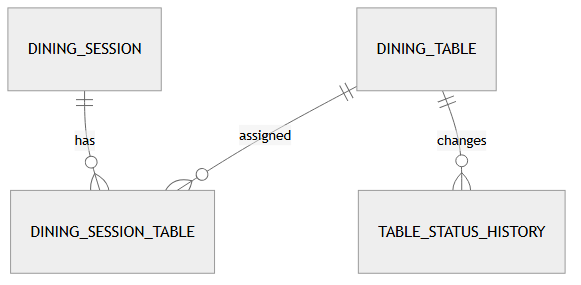 DINING_SESSION
DINING_TABLE
has
assigned
changes
DINING_SESSION_TABLE
TABLE_STATUS_HISTORY